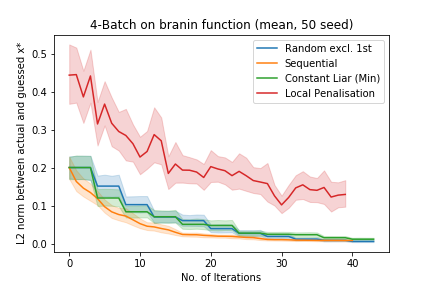 4-Batch on branin function (mean, 50 seed)
L2 norm between actual and guessed x*
0.5
0.4
0.3
0.2
0.1
0.0
Random excl. 1st
Sequential
Constant Liar (Min)
Local Penalisation
0 10 20 30 40
No. of Iterations